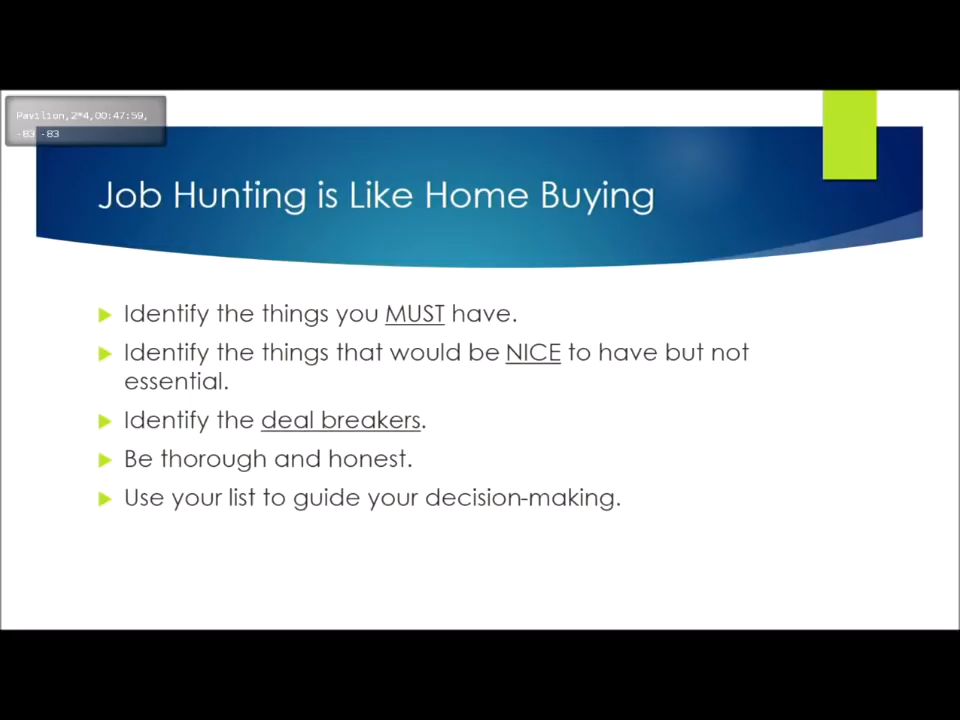 Pavilion,2*4,00:47:59,
-83 -83
Job Hunting is Like Home Buying
Identify the things you MUST have.
Identify the things that would be NICE to have but not
essential.
Identify the deal breakers.
Be thorough and honest.
Use your list to guide your decision-making.